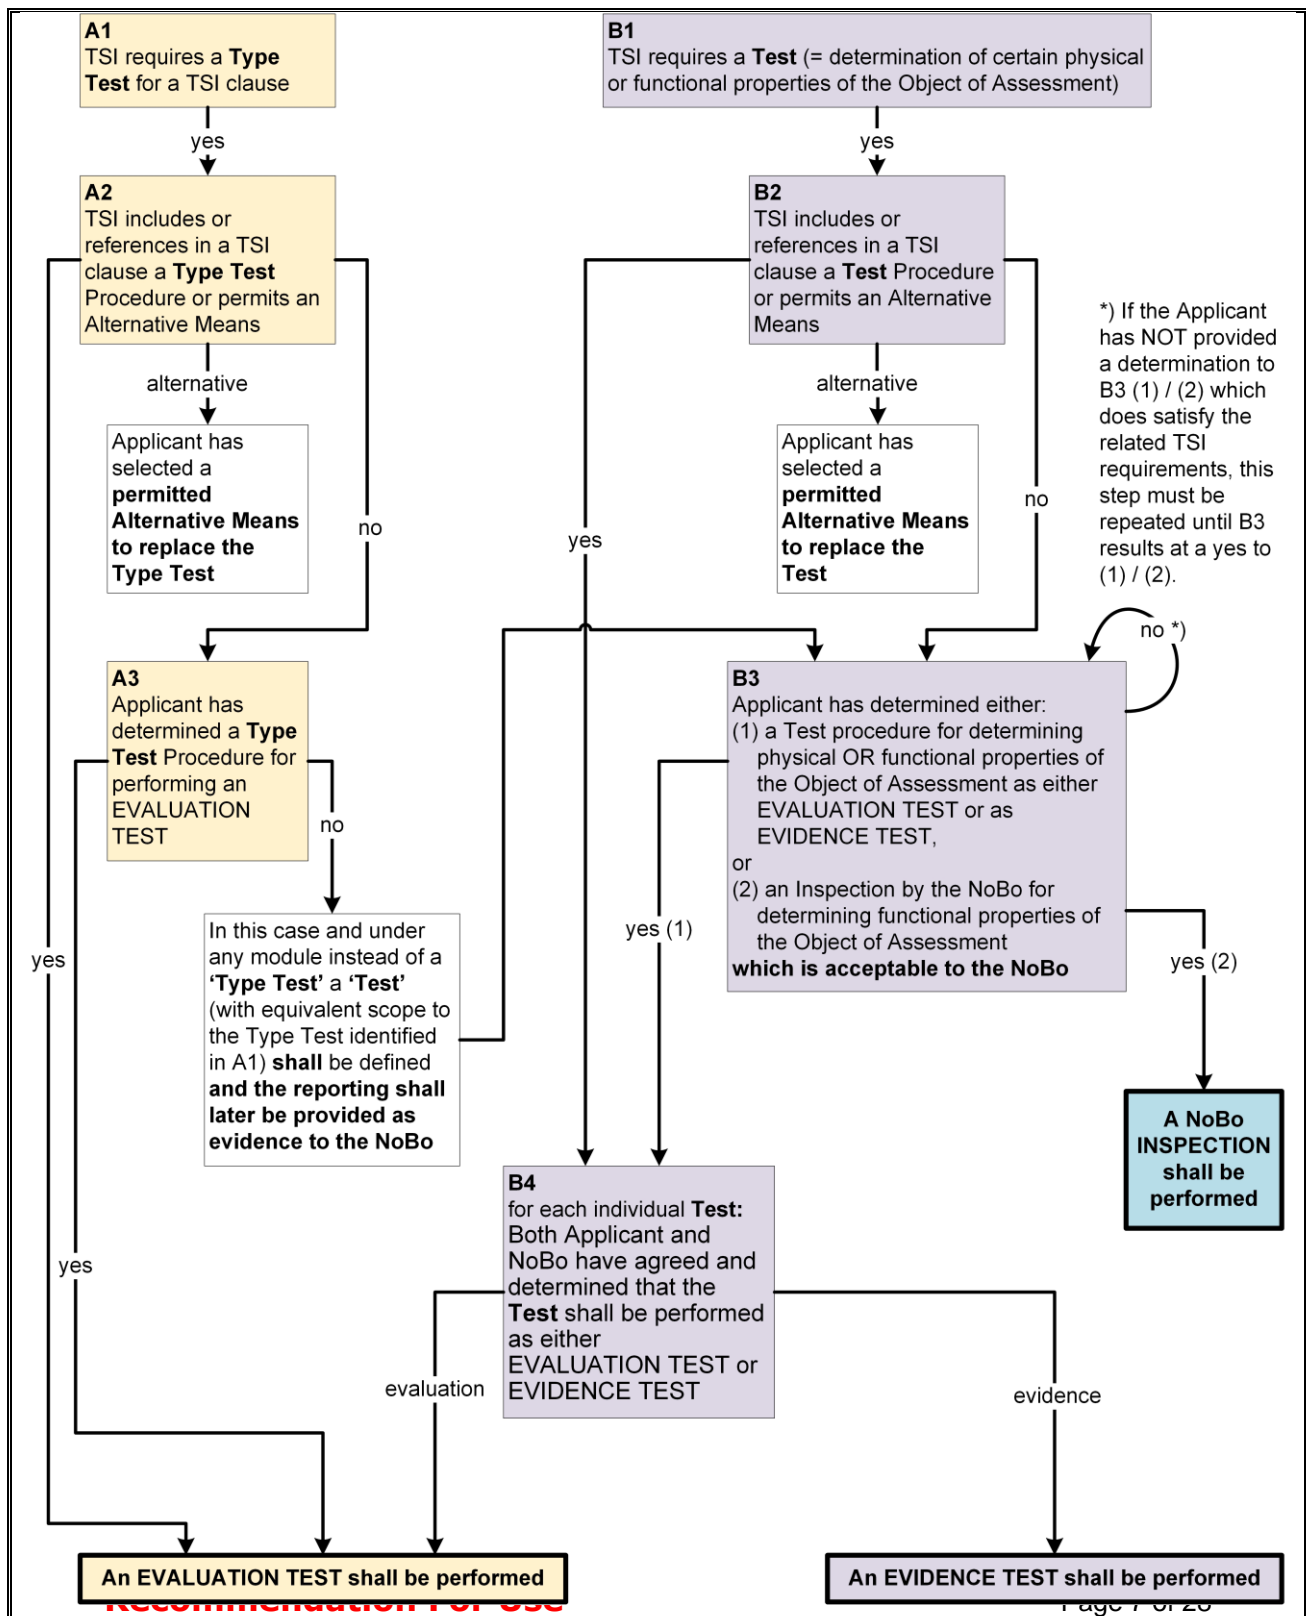 A1
TSI requires a Type
Test for a TSI clause
B1
TSI requires a Test (= determination of certain physical
or functional properties of the Object of Assessment)
yes
yes
A2
TSI includes or
references in a TSI
clause a Type Test
Procedure or permits an
Alternative Means
B2
TSI includes or
references in a TSI
clause a Test Procedure
or permits an Alternative
Means
*) If the Applicant
has NOT provided
a determination to
B3 (1) / (2) which
does satisfy the
related TSI
requirements, this
step must be
repeated until B3
results at a yes to
(1) / (2).
alternative
alternative
Applicant has
selected a
permitted
Alternative Means
to replace the
Type Test
no
yes
Applicant has
selected a
permitted
Alternative Means
to replace the
Test
no
no *)
A3
Applicant has
determined a Type
Test Procedure for
performing an
EVALUATION
TEST
B3
Applicant has determined either:
(1) a Test procedure for determining
physical OR functional properties of
the Object of Assessment as either
EVALUATION TEST or as
EVIDENCE TEST,
or
(2) an Inspection by the NoBo for
determining functional properties of
the Object of Assessment
which is acceptable to the NoBo
no
In this case and under
any module instead of a
‘Type Test’ a ‘Test’
(with equivalent scope to
the Type Test identified
in A1) shall be defined
and the reporting shall
later be provided as
evidence to the NoBo
yes
yes (1)
yes (2)
A NoBo
INSPECTION
shall be
performed
B4
for each individual Test:
Both Applicant and
NoBo have agreed and
determined that the
Test shall be performed
as either
EVALUATION TEST or
EVIDENCE TEST
yes
evaluation
evidence
An EVALUATION TEST shall be performed
An EVIDENCE TEST shall be performed
Recommendation For Use
Page 7 of 28